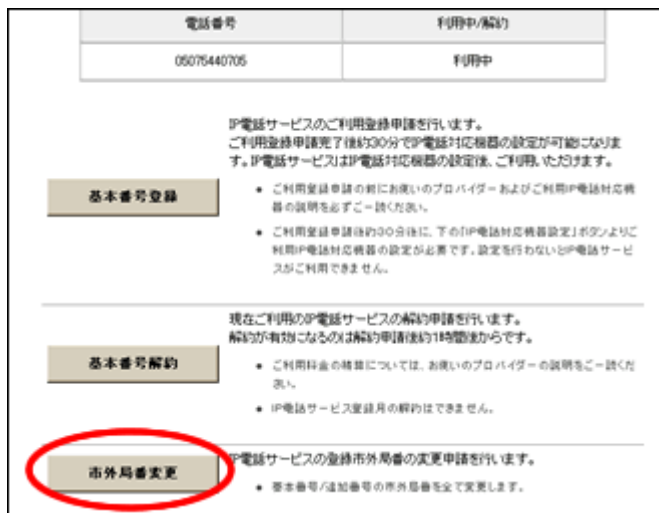 電話番号 利用中/解約
05075440705 利用中
IP電話サービスのご利用登録申請を行います。
ご利用登録申請完了後約30分でIP電話対応機器の設定が可能になりま
す。IP電話サービスはIP電話対応機器の設定後、ご利用いただけます。
基本番号登録
● ご利用登録申請の前にお使いのプロバイダーおよびご利用IP電話対応機
器の説明を必ずご一読ください。
● ご利用登録申請後約30分後に、下の「IP電話対応機器設定」ボタンよりご
利用IP電話対応機器の設定が必要です。設定を行わないとIP電話サービ
スがご利用できません。
現在ご利用のIP電話サービスの解約申請を行います。
解約が有効になるのは解約申請後約1時間後からです。
基本番号解約
● ご利用料金の精算については、お使いのプロバイダーの説明をご一読くだ
さい。
● IP電話サービス登録月の解約はできません。
IP電話サービスの登録市外局番の変更申請を行います。
市外局番変更
● 基本番号/追加番号の市外局番を全て変更します。